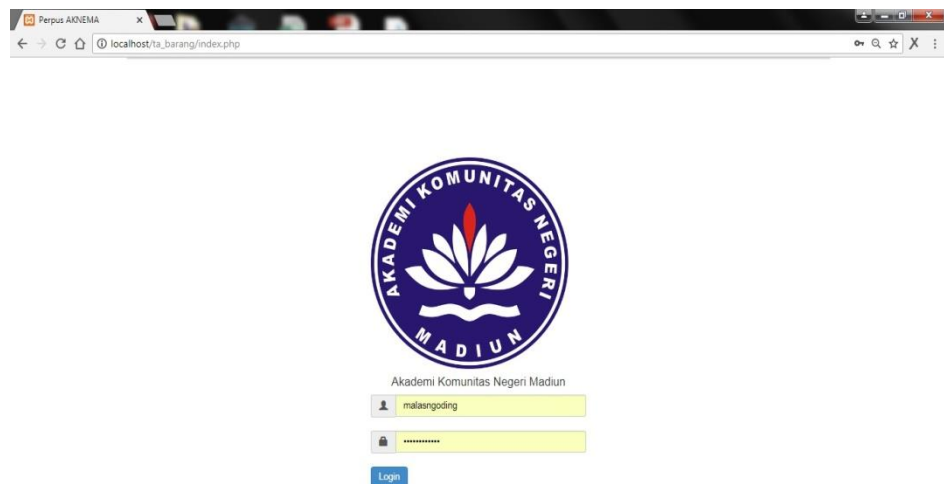 Perpus AKNEMA
localhost/ta_barang/index.php
AKADEMI KOMUNITAS NEGERI
MADIUN
Akademi Komunitas Negeri Madiun
malasngoding
••••••••••••
Login